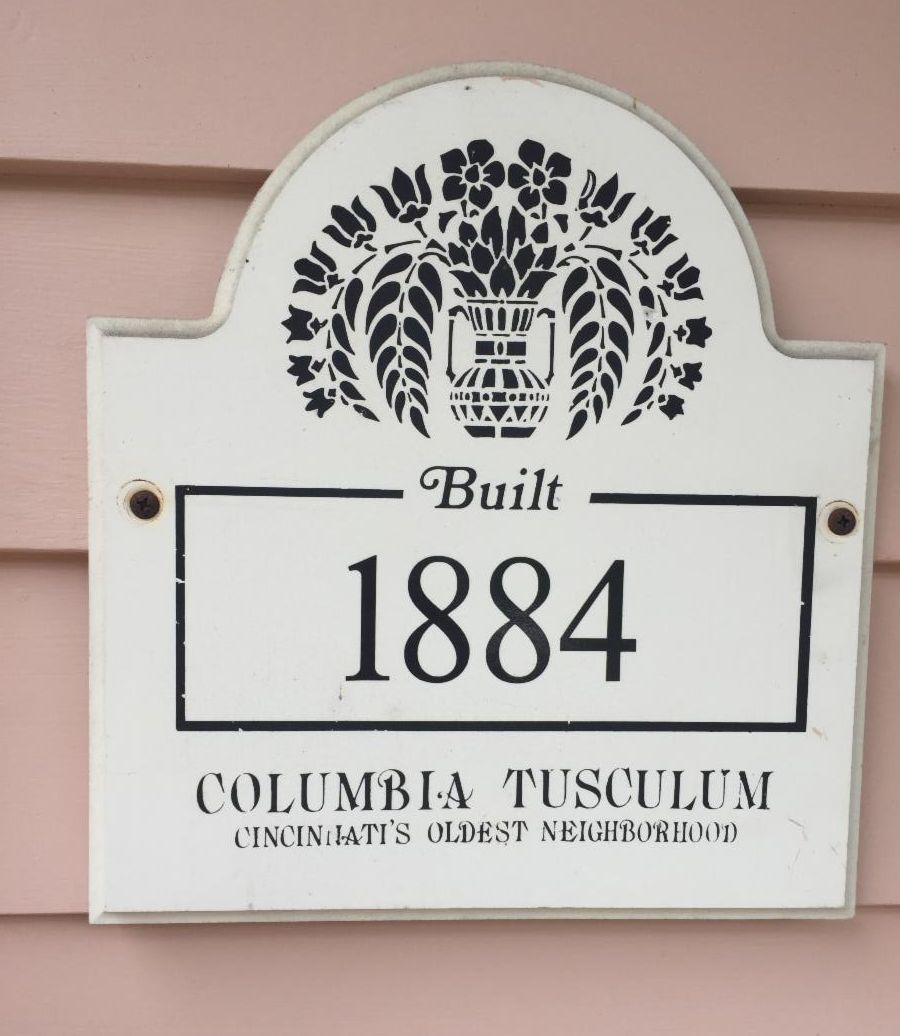 Built
1884
COLUMBIA TUSCULUM
CINCINNATI'S OLDEST NEIGHBORHOOD